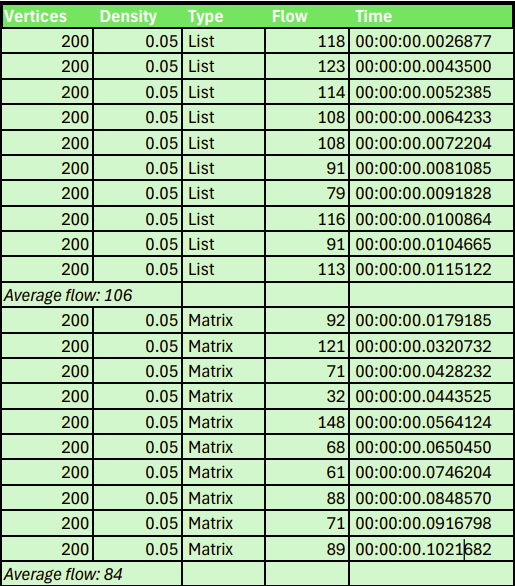 Vertices Density Type Flow Time
200 0.05 List 118 00:00:00.0026877
200 0.05 List 123 00:00:00.0043500
200 0.05 List 114 00:00:00.0052385
200 0.05 List 108 00:00:00.0064233
200 0.05 List 108 00:00:00.0072204
200 0.05 List 91 00:00:00.0081085
200 0.05 List 79 00:00:00.0091828
200 0.05 List 116 00:00:00.0100864
200 0.05 List 91 00:00:00.0104665
200 0.05 List 113 00:00:00.0115122
Average flow: 106
200 0.05 Matrix 92 00:00:00.0179185
200 0.05 Matrix 121 00:00:00.0320732
200 0.05 Matrix 71 00:00:00.0428232
200 0.05 Matrix 32 00:00:00.0443525
200 0.05 Matrix 148 00:00:00.0564124
200 0.05 Matrix 68 00:00:00.0650450
200 0.05 Matrix 61 00:00:00.0746204
200 0.05 Matrix 88 00:00:00.0848570
200 0.05 Matrix 71 00:00:00.0916798
200 0.05 Matrix 89 00:00:00.1021682
Average flow: 84